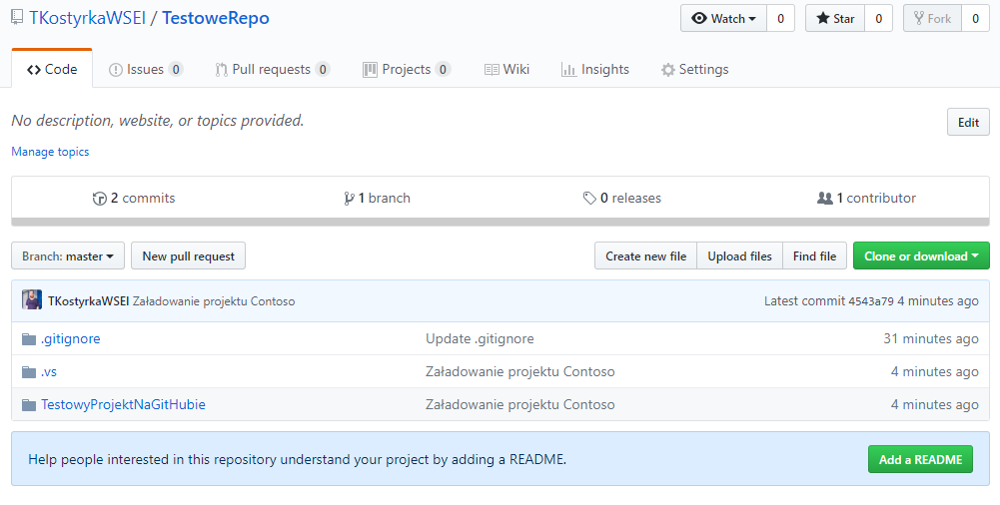 TKostyrkaWSEI / TestoweRepo Watch 0 Star 0 Fork 0
Code Issues 0 Pull requests 0 Projects 0 Wiki Insights Settings
No description, website, or topics provided. Edit
Manage topics
2 commits 1 branch 0 releases 1 contributor
Branch: master New pull request Create new file Upload files Find file Clone or download
TKostyrkaWSEI Załadowanie projektu Contoso Latest commit 4543a79 4 minutes ago
.gitignore Update .gitignore 31 minutes ago
.vs Załadowanie projektu Contoso 4 minutes ago
TestowyProjektNaGitHubie Załadowanie projektu Contoso 4 minutes ago
Help people interested in this repository understand your project by adding a README. Add a README